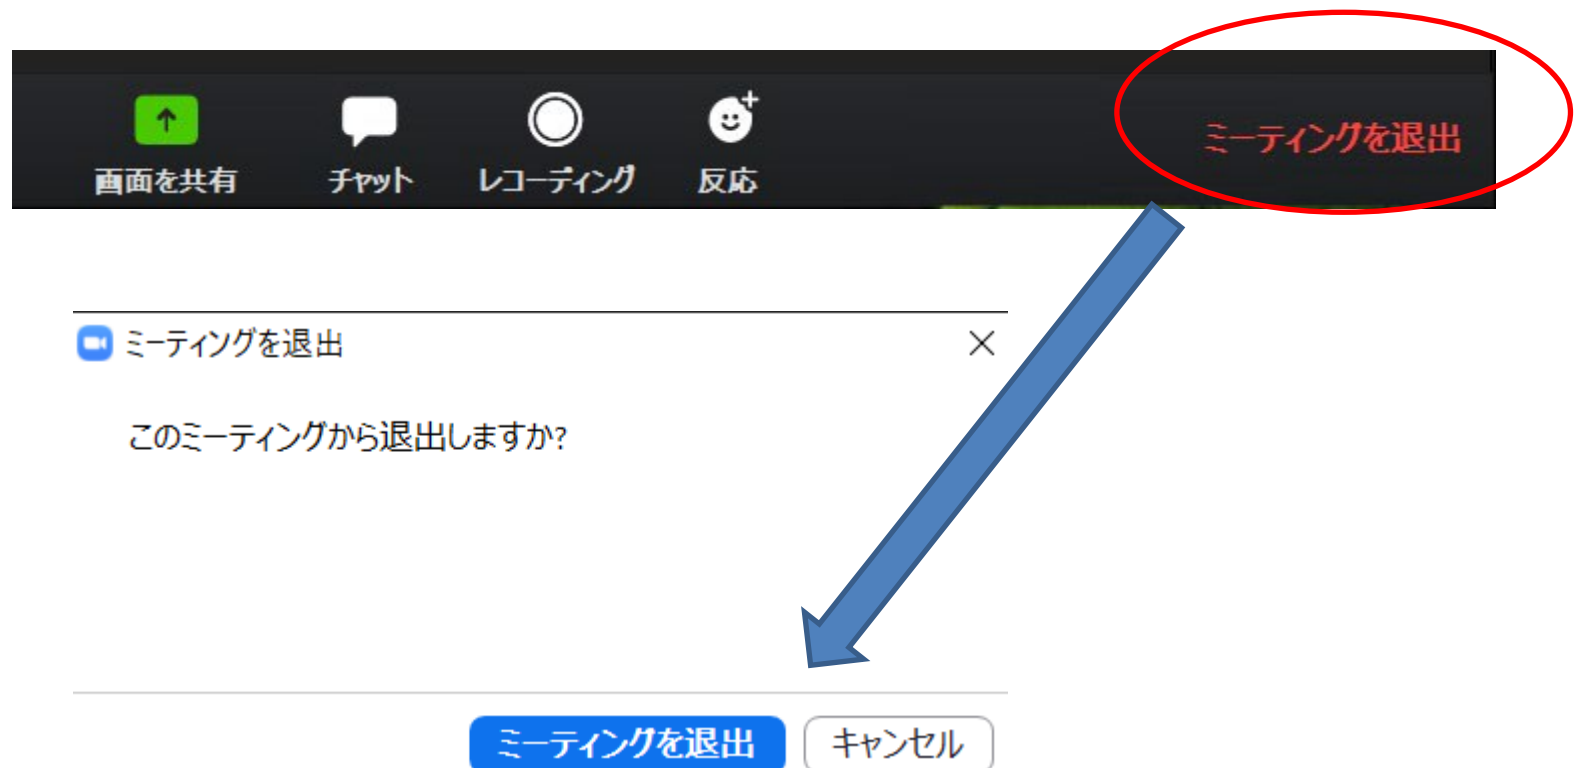 画面を共有 チャット レコーディング 反応 ミーティングを退出
ミーティングを退出
このミーティングから退出しますか?
ミーティングを退出 キャンセル